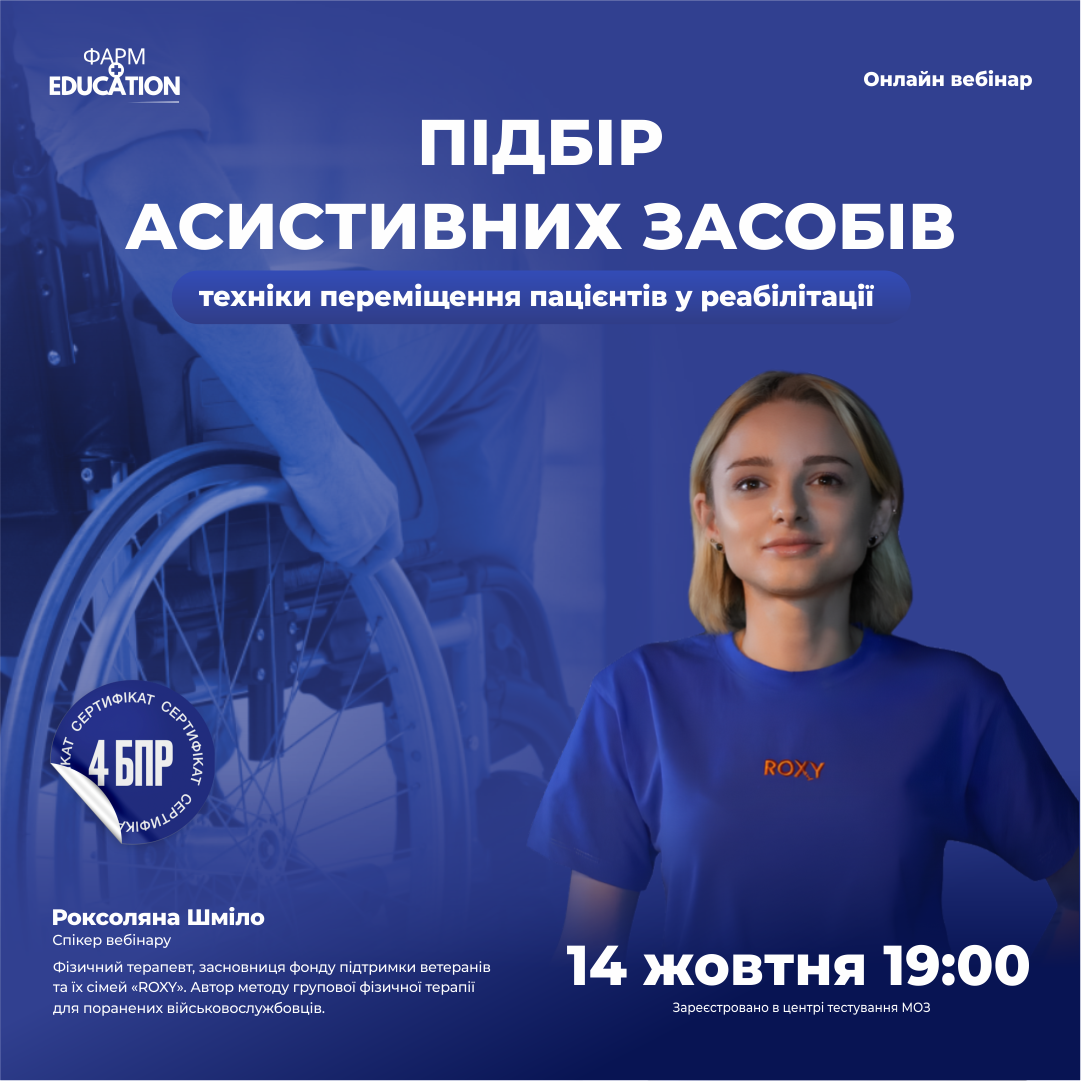 ФАРМ
EDUCATION
Онлайн вебінар
ПІДБІР
АСИСТИВНИХ ЗАСОБІВ
техніки переміщення пацієнтів у реабілітації
ROXY
СЕРТИФІКАТ СЕРТИФІКАТ СЕРТИФІКАТ
4 БПР
Роксоляна Шміло
Спікер вебінару
Фізичний терапевт, засновниця фонду підтримки ветеранів
та їх сімей «ROXY». Автор методу групової фізичної терапії
для поранених військовослужбовців.
14 жовтня 19:00
Зареєстровано в центрі тестування МОЗ